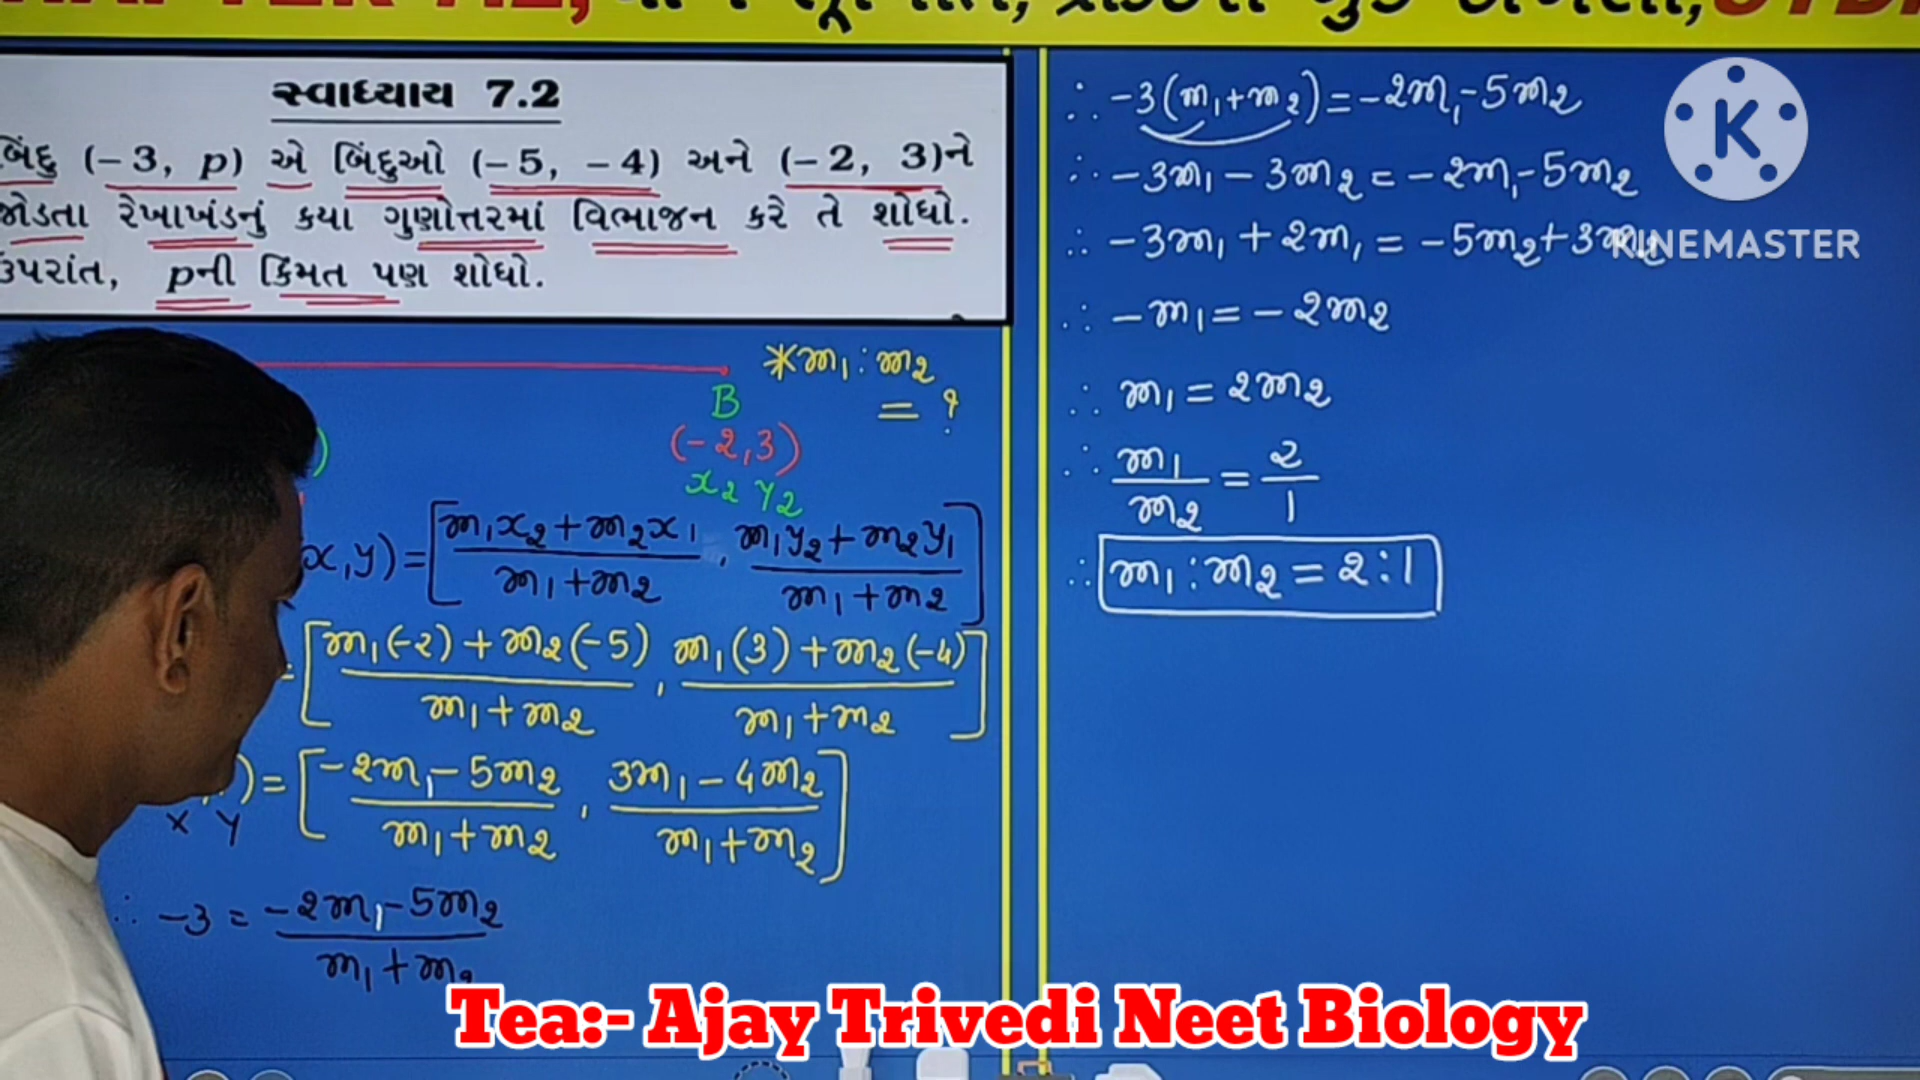 સ્વાધ્યાય 7.2
બિંદુ (-3, p) એ બિંદુઓ (-5, -4) અને (-2, 3)ને
જોડતા રેખાખંડનું કયા ગુણોત્તરમાં વિભાજન કરે તે શોધો.
ઉપરાંત, pની કિંમત પણ શોધો.
*m₁ : m₂
= ?
B
(-2, 3)
x₂ y₂
x, y) = [ (m₁x₂ + m₂x₁)/(m₁ + m₂) , (m₁y₂ + m₂y₁)/(m₁ + m₂) ]
= [ (m₁(-2) + m₂(-5))/(m₁ + m₂) , (m₁(3) + m₂(-4))/(m₁ + m₂) ]
) = [ (-2m₁ - 5m₂)/(m₁ + m₂) , (3m₁ - 4m₂)/(m₁ + m₂) ]
x y
∴ -3 = (-2m₁ - 5m₂)/(m₁ + m₂)
∴ -3(m₁ + m₂) = -2m₁ - 5m₂
∴ -3m₁ - 3m₂ = -2m₁ - 5m₂
∴ -3m₁ + 2m₁ = -5m₂ + 3m₂
∴ -m₁ = -2m₂
∴ m₁ = 2m₂
∴ m₁/m₂ = 2/1
∴ m₁ : m₂ = 2 : 1
K
KINEMASTER
Tea:- Ajay Trivedi Neet Biology